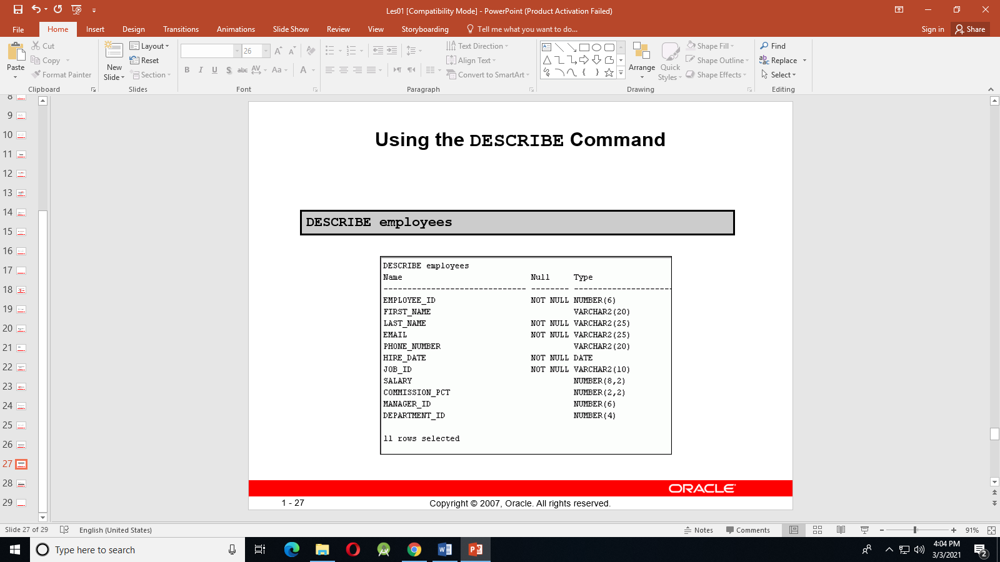 Les01 [Compatibility Mode] - PowerPoint (Product Activation Failed)
File Home Insert Design Transitions Animations Slide Show Review View Storyboarding Tell me what you want to do... Sign in Share
Cut
Copy
Format Painter
Paste
Clipboard
New Slide
Layout
Reset
Section
Slides
26
B I U S abc AV Aa A
Font
Text Direction
Align Text
Convert to SmartArt
Paragraph
Arrange
Quick Styles
Shape Fill
Shape Outline
Shape Effects
Drawing
Find
Replace
Select
Editing
8
9
10
11
12
13
14
15
16
17
18
19
20
21
22
23
24
25
26
27
28
29
Using the DESCRIBE Command
DESCRIBE employees
DESCRIBE employees
Name Null Type
------------------------------ -------- --------------------
EMPLOYEE_ID NOT NULL NUMBER(6)
FIRST_NAME VARCHAR2(20)
LAST_NAME NOT NULL VARCHAR2(25)
EMAIL NOT NULL VARCHAR2(25)
PHONE_NUMBER VARCHAR2(20)
HIRE_DATE NOT NULL DATE
JOB_ID NOT NULL VARCHAR2(10)
SALARY NUMBER(8,2)
COMMISSION_PCT NUMBER(2,2)
MANAGER_ID NUMBER(6)
DEPARTMENT_ID NUMBER(4)
11 rows selected
ORACLE
1 - 27 Copyright © 2007, Oracle. All rights reserved.
Slide 27 of 29 English (United States) Notes Comments 91%
Type here to search
4:04 PM
3/3/2021
2